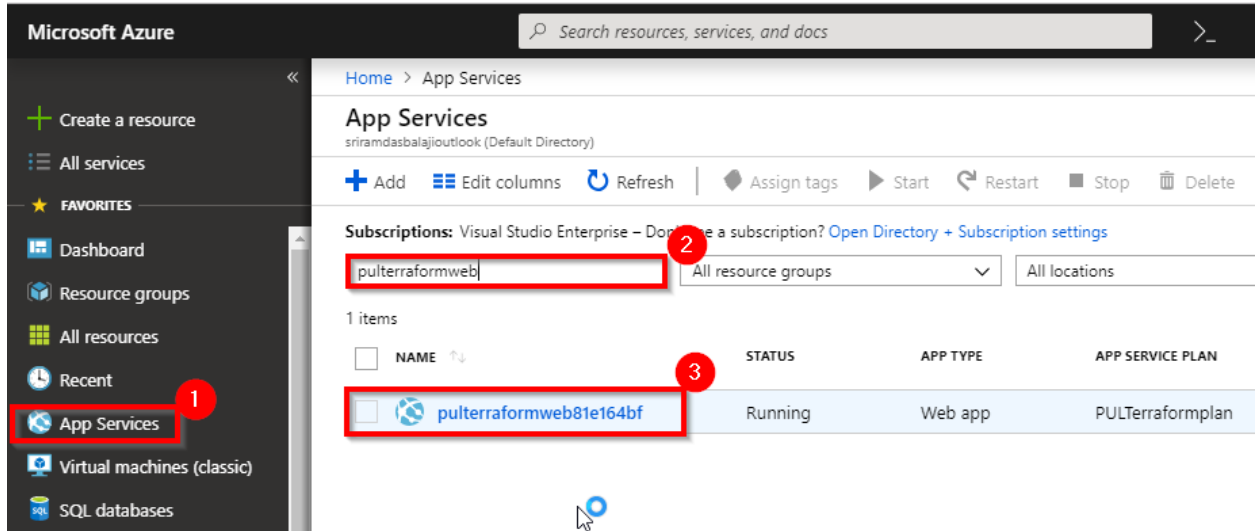 Microsoft Azure
Search resources, services, and docs
Create a resource
All services
FAVORITES
Dashboard
Resource groups
All resources
Recent
1
App Services
Virtual machines (classic)
SQL databases
SQL
Home > App Services
App Services
sriramdasbalajioutlook (Default Directory)
Add Edit columns Refresh Assign tags Start Restart Stop Delete
Subscriptions: Visual Studio Enterprise – a subscription? Open Directory + Subscription settings
2
pulterraformweb All resource groups All locations
1 items
NAME STATUS APP TYPE APP SERVICE PLAN
3
pulterraformweb81e164bf Running Web app PULTerraformplan